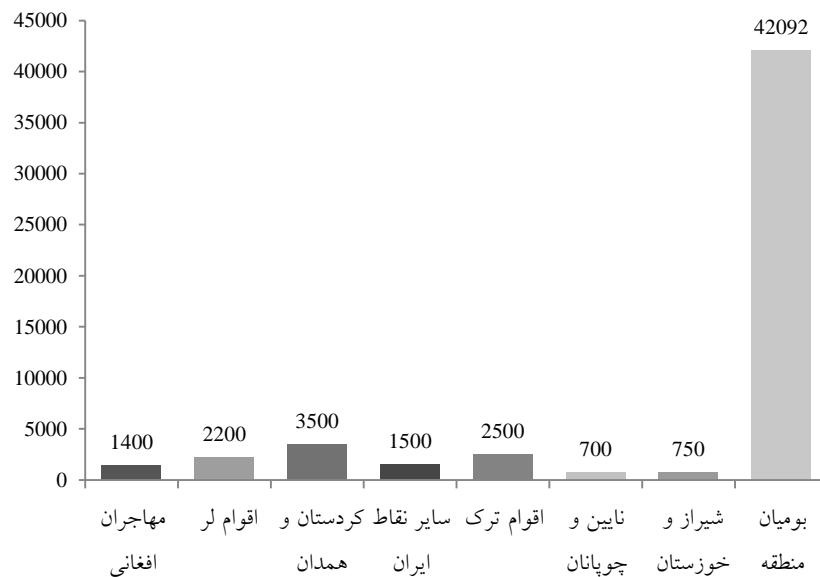 45000
40000
35000
30000
25000
20000
15000
10000
5000
0
1400
2200
3500
1500
2500
700
750
42092
مهاجران
افغانی
اقوام لر
کردستان و
همدان
سایر نقاط
ایران
اقوام ترک
نایین و
چوپانان
شیراز و
خوزستان
بومیان
منطقه